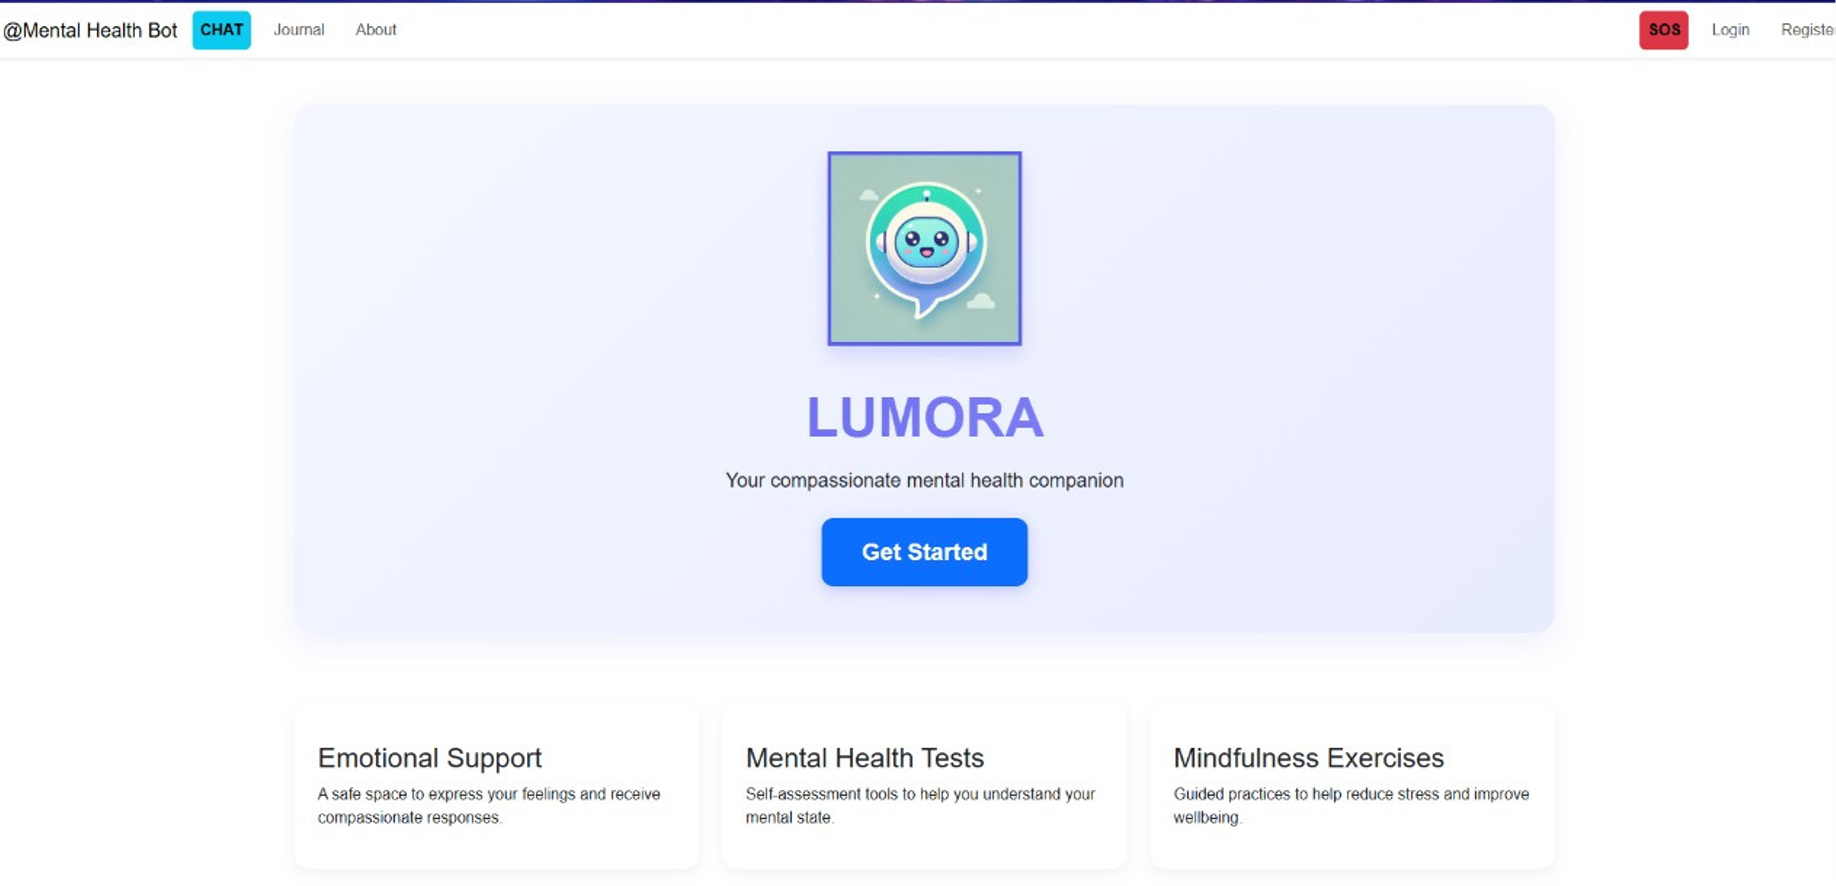 @Mental Health Bot CHAT Journal About SOS Login Registe
LUMORA
Your compassionate mental health companion
Get Started
Emotional Support
A safe space to express your feelings and receive
compassionate responses.
Mental Health Tests
Self-assessment tools to help you understand your
mental state.
Mindfulness Exercises
Guided practices to help reduce stress and improve
wellbeing.